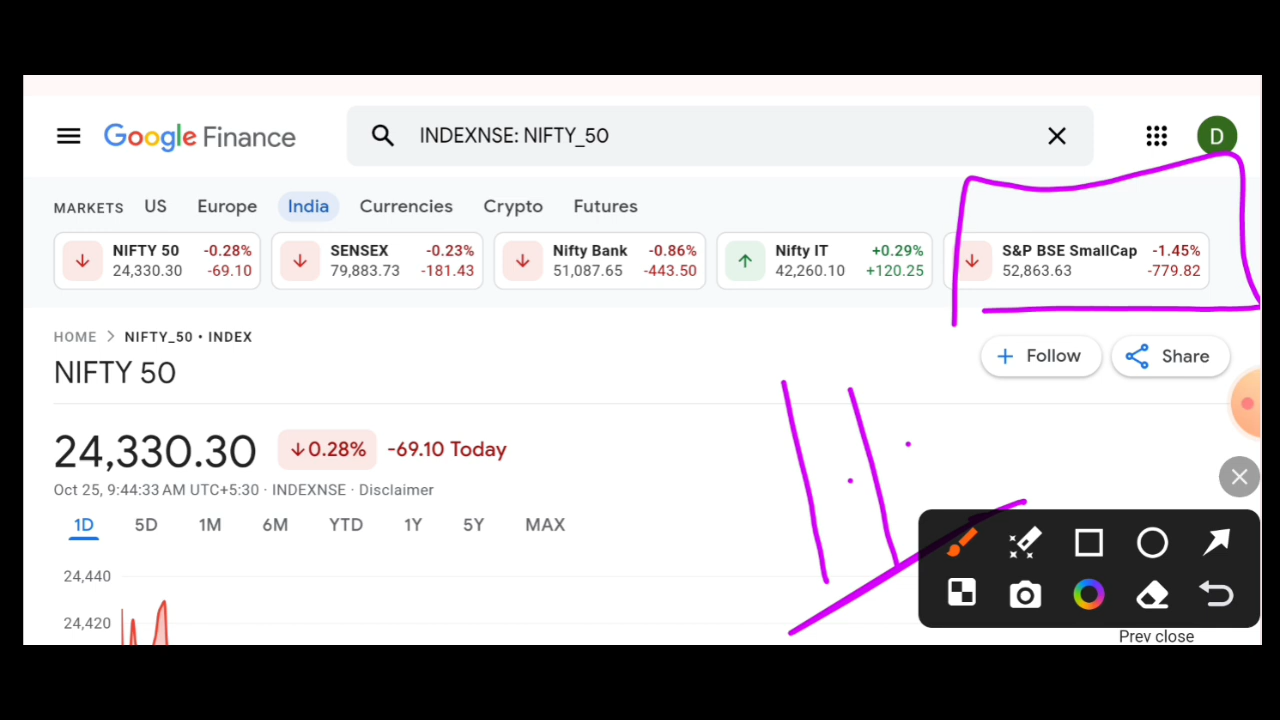 Google Finance
INDEXNSE: NIFTY_50
D
MARKETS US Europe India Currencies Crypto Futures
NIFTY 50 -0.28%
24,330.30 -69.10
SENSEX -0.23%
79,883.73 -181.43
Nifty Bank -0.86%
51,087.65 -443.50
Nifty IT +0.29%
42,260.10 +120.25
S&P BSE SmallCap -1.45%
52,863.63 -779.82
HOME > NIFTY_50 • INDEX
NIFTY 50
+ Follow
Share
24,330.30 ↓0.28% -69.10 Today
Oct 25, 9:44:33 AM UTC+5:30 · INDEXNSE · Disclaimer
1D 5D 1M 6M YTD 1Y 5Y MAX
24,440
24,420
Prev close